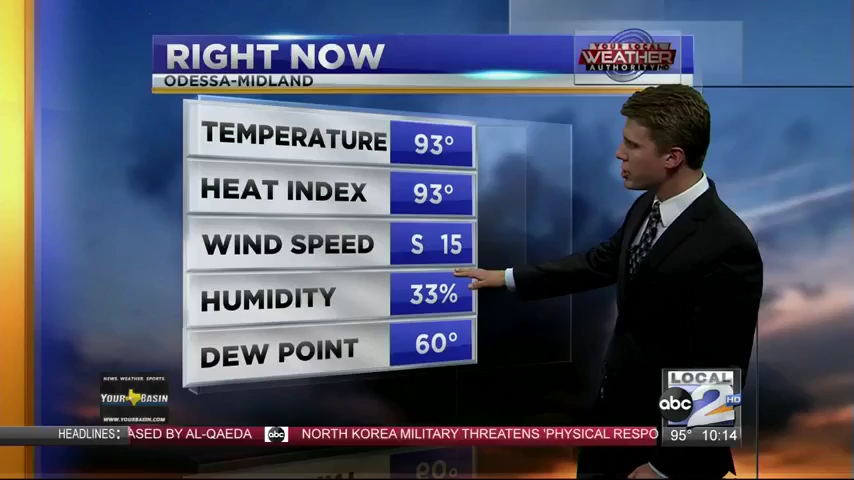 RIGHT NOW
YOUR LOCAL
WEATHER
AUTHORITY HD
ODESSA-MIDLAND
TEMPERATURE 93°
HEAT INDEX 93°
WIND SPEED S 15
HUMIDITY 33%
DEW POINT 60°
NEWS. WEATHER. SPORTS.
YOUR BASIN
WWW.YOURBASIN.COM
LOCAL
abc 2 HD
HEADLINES: ASED BY AL-QAEDA abc NORTH KOREA MILITARY THREATENS 'PHYSICAL RESPO 95° 10:14
60°